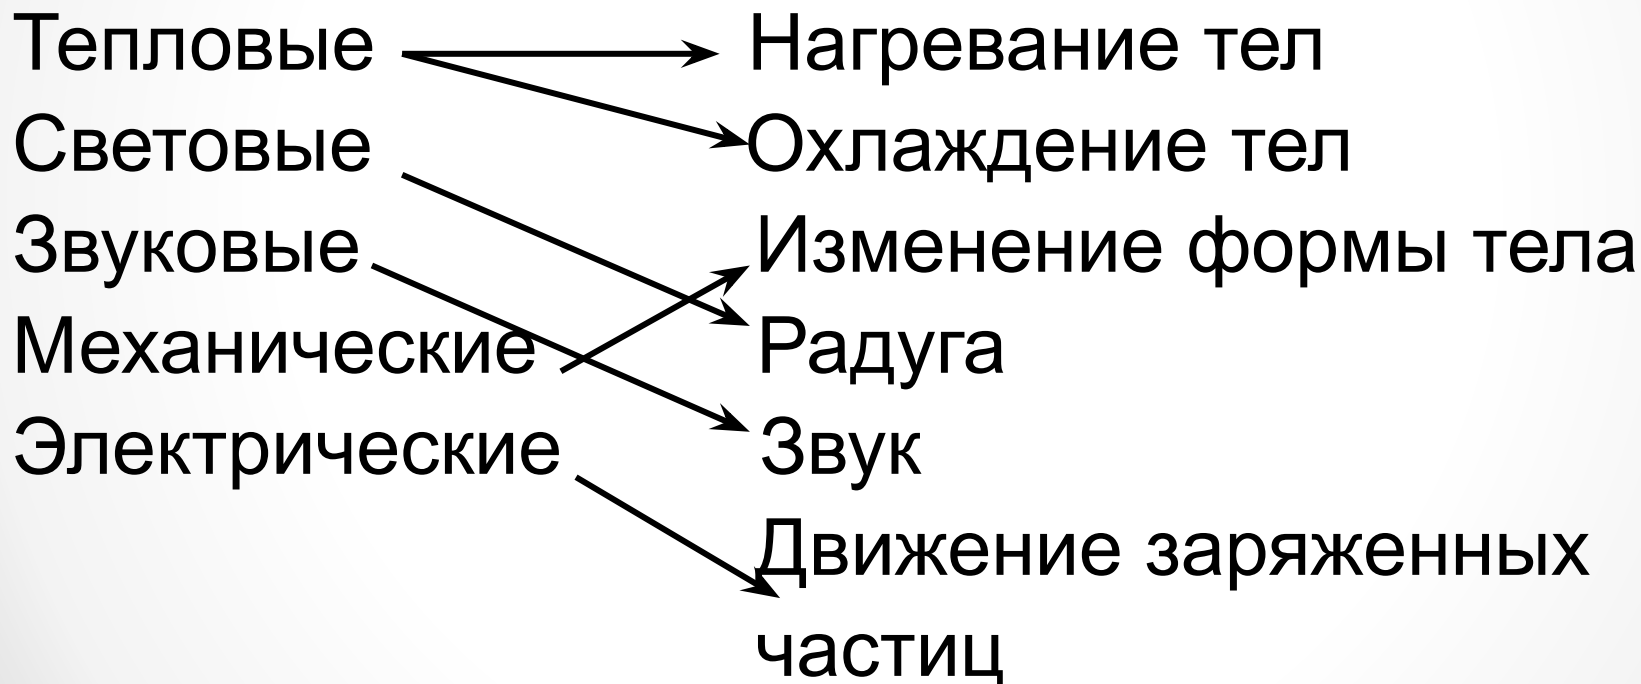 Тепловые
Световые
Звуковые
Механические
Электрические
Нагревание тел
Охлаждение тел
Изменение формы тела
Радуга
Звук
Движение заряженных
частиц